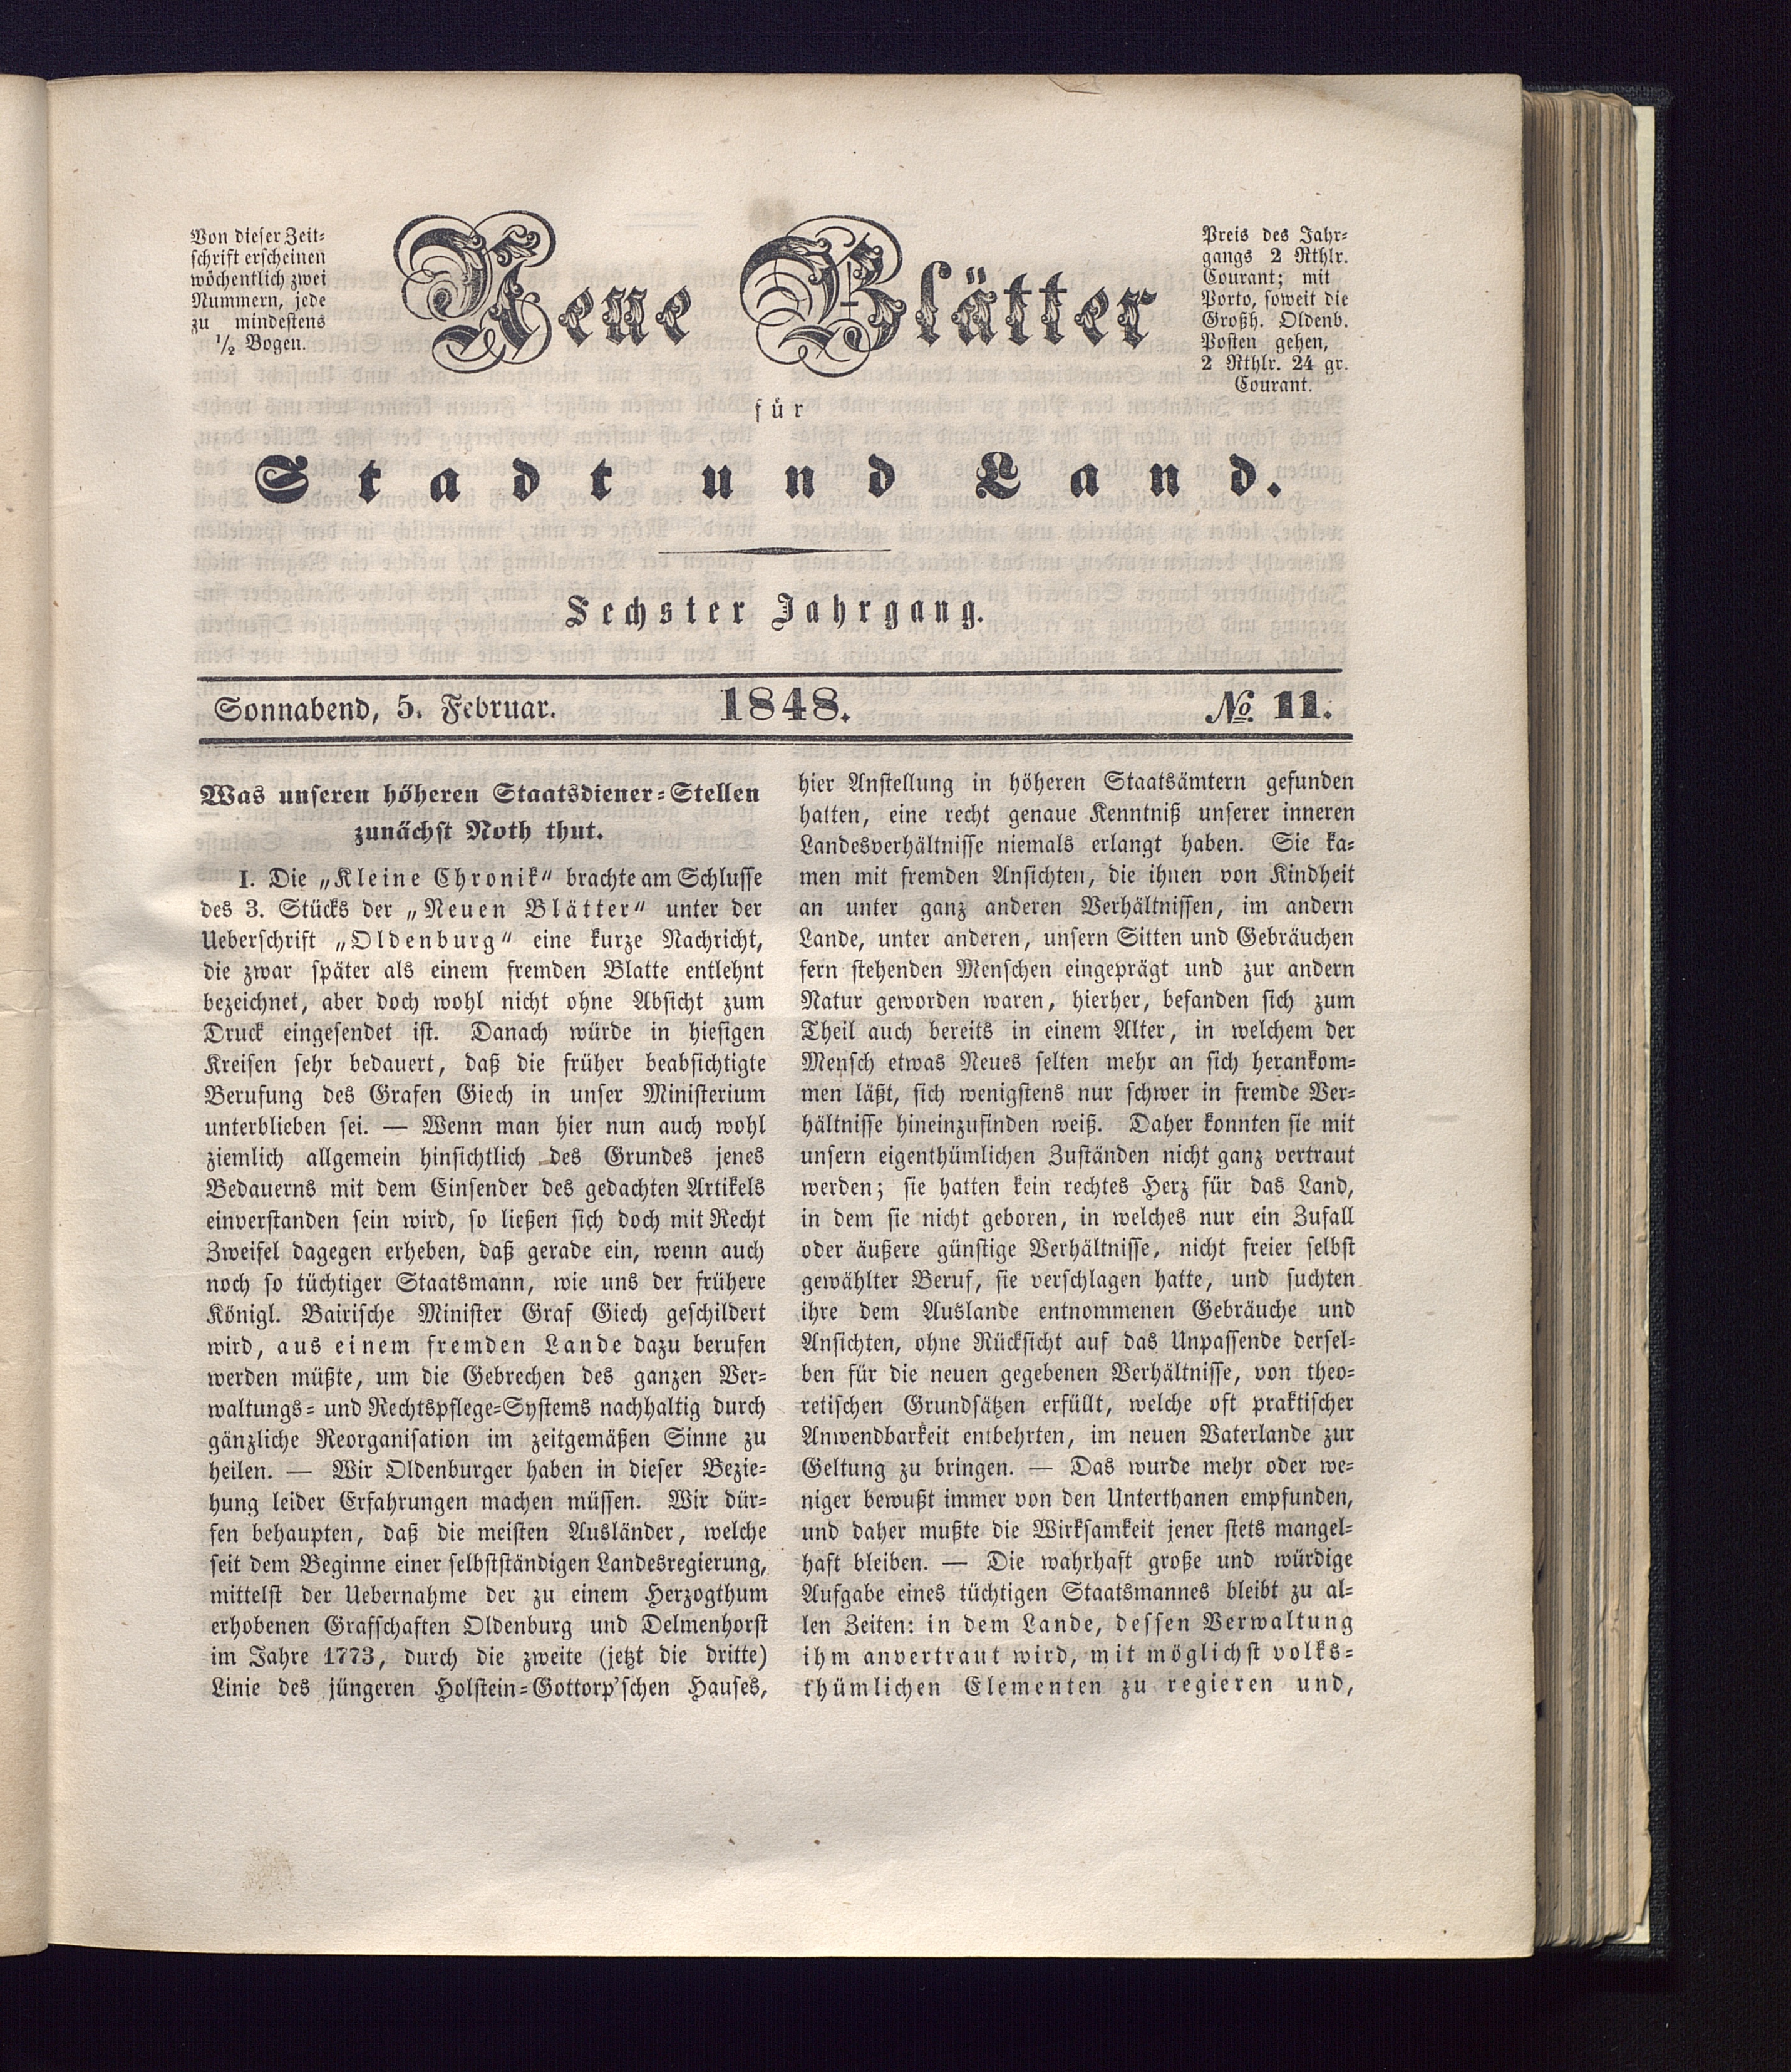 Von dieser Zeit-
schrift erscheinen
wöchentlich zwei
Nummern, jede
zu mindestens
1/2 Bogen.
Neue Blätter
für
Stadt und Land.
Preis des Jahr-
gangs 2 Rthlr.
Courant; mit
Porto, soweit die
Großh. Oldenb.
Posten gehen,
2 Rthlr. 24 gr.
Courant.
Sechster Jahrgang.
Sonnabend, 5. Februar. 1848. No. 11.
Was unseren höheren Staatsdiener-Stellen
zunächst Noth thut.
I. Die „Kleine Chronik“ brachte am Schlusse
des 3. Stücks der „Neuen Blätter“ unter der
Ueberschrift „Oldenburg“ eine kurze Nachricht,
die zwar später als einem fremden Blatte entlehnt
bezeichnet, aber doch wohl nicht ohne Absicht zum
Druck eingesendet ist. Danach würde in hiesigen
Kreisen sehr bedauert, daß die früher beabsichtigte
Berufung des Grafen Giech in unser Ministerium
unterblieben sei. — Wenn man hier nun auch wohl
ziemlich allgemein hinsichtlich des Grundes jenes
Bedauerns mit dem Einsender des gedachten Artikels
einverstanden sein wird, so ließen sich doch mit Recht
Zweifel dagegen erheben, daß gerade ein, wenn auch
noch so tüchtiger Staatsmann, wie uns der frühere
Königl. Bairische Minister Graf Giech geschildert
wird, aus einem fremden Lande dazu berufen
werden müßte, um die Gebrechen des ganzen Ver-
waltungs- und Rechtspflege-Systems nachhaltig durch
gänzliche Reorganisation im zeitgemäßen Sinne zu
heilen. — Wir Oldenburger haben in dieser Bezie-
hung leider Erfahrungen machen müssen. Wir dür-
fen behaupten, daß die meisten Ausländer, welche
seit dem Beginne einer selbstständigen Landesregierung,
mittelst der Uebernahme der zu einem Herzogthum
erhobenen Grafschaften Oldenburg und Delmenhorst
im Jahre 1773, durch die zweite (jetzt die dritte)
Linie des jüngeren Holstein-Gottorp'schen Hauses,
hier Anstellung in höheren Staatsämtern gefunden
hatten, eine recht genaue Kenntniß unserer inneren
Landesverhältnisse niemals erlangt haben. Sie ka-
men mit fremden Ansichten, die ihnen von Kindheit
an unter ganz anderen Verhältnissen, im andern
Lande, unter anderen, unsern Sitten und Gebräuchen
fern stehenden Menschen eingeprägt und zur andern
Natur geworden waren, hierher, befanden sich zum
Theil auch bereits in einem Alter, in welchem der
Mensch etwas Neues selten mehr an sich herankom-
men läßt, sich wenigstens nur schwer in fremde Ver-
hältnisse hineinzufinden weiß. Daher konnten sie mit
unsern eigenthümlichen Zuständen nicht ganz vertraut
werden; sie hatten kein rechtes Herz für das Land,
in dem sie nicht geboren, in welches nur ein Zufall
oder äußere günstige Verhältnisse, nicht freier selbst
gewählter Beruf, sie verschlagen hatte, und suchten
ihre dem Auslande entnommenen Gebräuche und
Ansichten, ohne Rücksicht auf das Unpassende dersel-
ben für die neuen gegebenen Verhältnisse, von theo-
retischen Grundsätzen erfüllt, welche oft praktischer
Anwendbarkeit entbehrten, im neuen Vaterlande zur
Geltung zu bringen. — Das wurde mehr oder we-
niger bewußt immer von den Unterthanen empfunden,
und daher mußte die Wirksamkeit jener stets mangel-
haft bleiben. — Die wahrhaft große und würdige
Aufgabe eines tüchtigen Staatsmannes bleibt zu al-
len Zeiten: in dem Lande, dessen Verwaltung
ihm anvertraut wird, mit möglichst volks-
thümlichen Elementen zu regieren und,